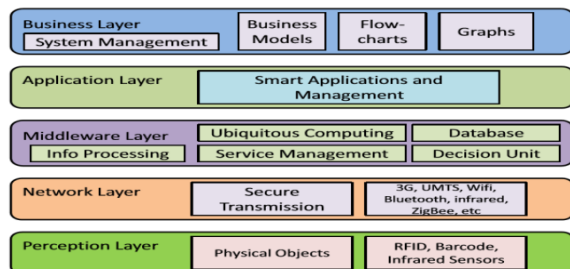 Business Layer
System Management
Business
Models
Flow-
charts
Graphs
Application Layer
Smart Applications and
Management
Middleware Layer
Ubiquitous Computing
Database
Info Processing
Service Management
Decision Unit
Network Layer
Secure
Transmission
3G, UMTS, Wifi,
Bluetooth, infrared,
ZigBee, etc
Perception Layer
Physical Objects
RFID, Barcode,
Infrared Sensors